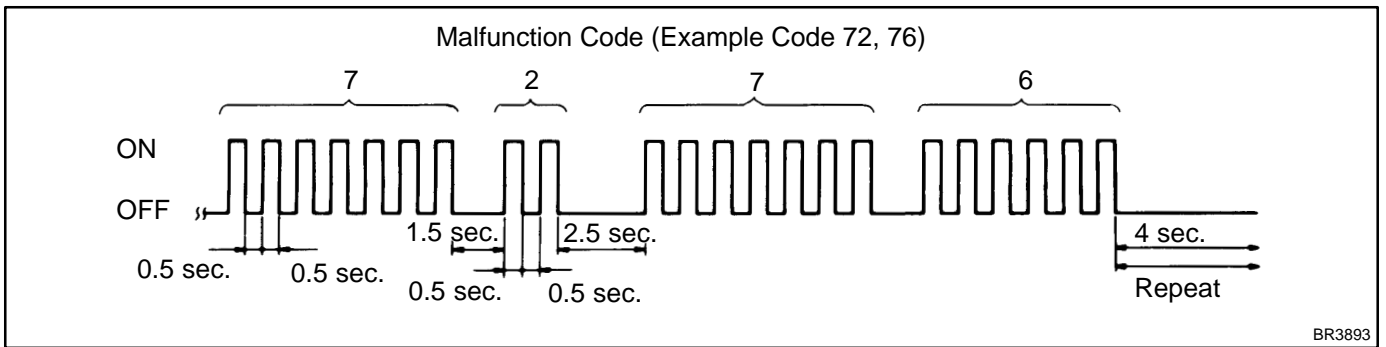 Malfunction Code (Example Code 72, 76)
7 2 7 6
ON
OFF
1.5 sec. 2.5 sec. 4 sec.
0.5 sec. 0.5 sec.
0.5 sec. 0.5 sec.
Repeat
BR3893